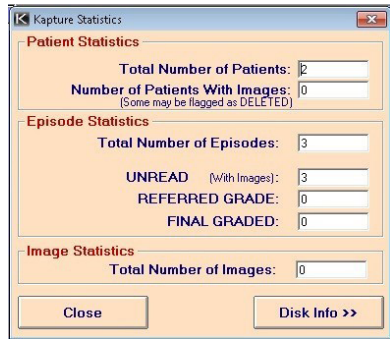 Kapture Statistics
Patient Statistics
Total Number of Patients: 2
Number of Patients With Images: 0
(Some may be flagged as DELETED)
Episode Statistics
Total Number of Episodes: 3
UNREAD (With Images): 3
REFERRED GRADE: 0
FINAL GRADED: 0
Image Statistics
Total Number of Images: 0
Close Disk Info >>